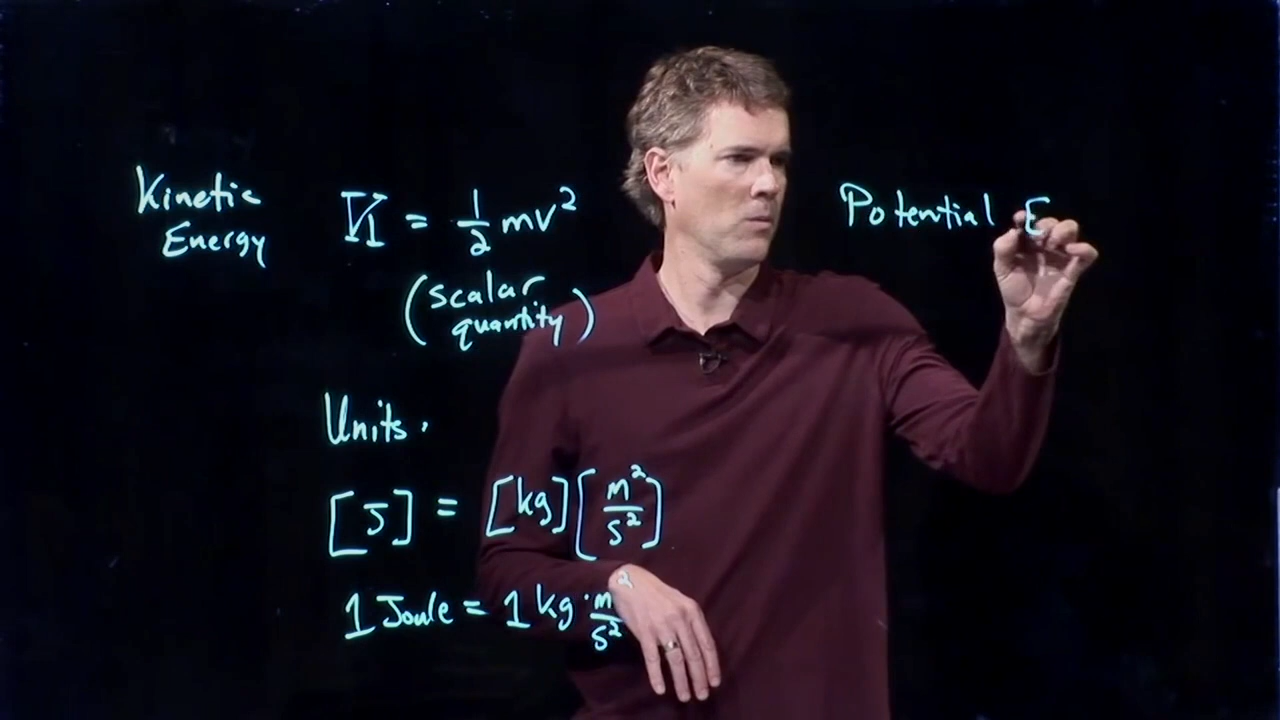 Kinetic
Energy
K = 1/2 mv²
(scalar
quantity)
Units.
[J] = [kg][m²/s²]
1 Joule = 1 kg · m²/s²
Potential E